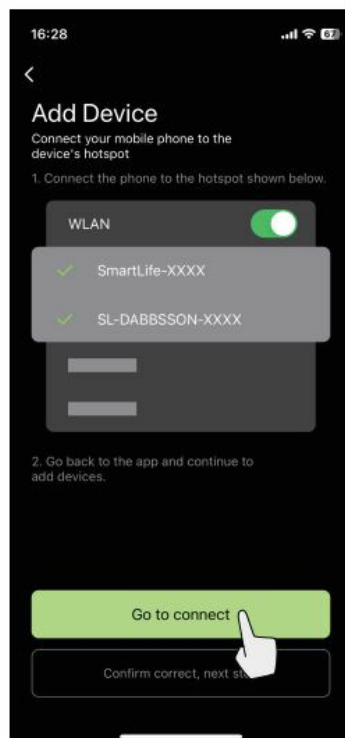 16:28
67
Add Device
Connect your mobile phone to the
device's hotspot
1. Connect the phone to the hotspot shown below.
WLAN
SmartLife-XXXX
SL-DABBSSON-XXXX
2. Go back to the app and continue to
add devices.
Go to connect
Confirm correct, next